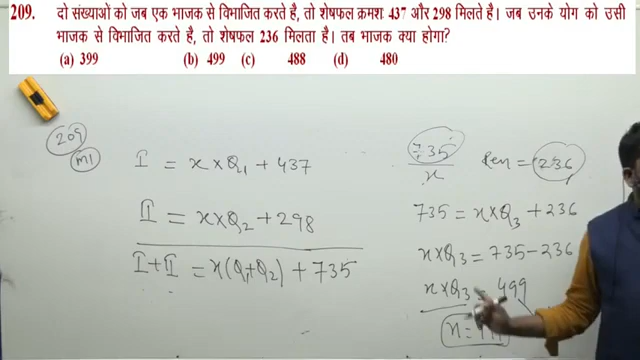 209. दो संख्याओं को जब एक भाजक से विभाजित करते है, तो शेषफल क्रमशः 437 और 298 मिलते है। जब उनके योग को उसी
भाजक से विभाजित करते है, तो शेषफल 236 मिलता है। तब भाजक क्या होगा?
(a) 399 (b) 499 (c) 488 (d) 480
209
M1
I = x × Q1 + 437
II = x × Q2 + 298
I + II = x (Q1 + Q2) + 735
735
x
Rem = 236
735 = x × Q3 + 236
x × Q3 = 735 - 236
x × Q3 = 499
x =